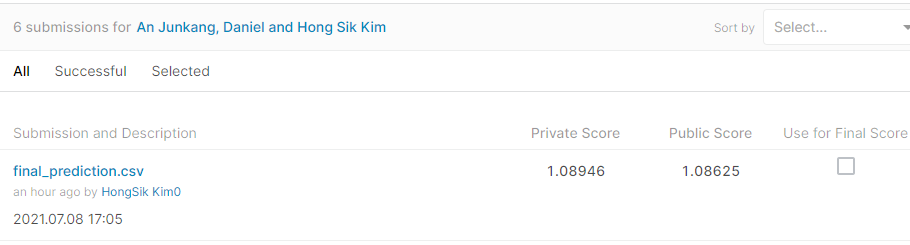 6 submissions for An Junkang, Daniel and Hong Sik Kim Sort by Select...
All Successful Selected
Submission and Description Private Score Public Score Use for Final Score
final_prediction.csv 1.08946 1.08625
an hour ago by HongSik Kim0
2021.07.08 17:05